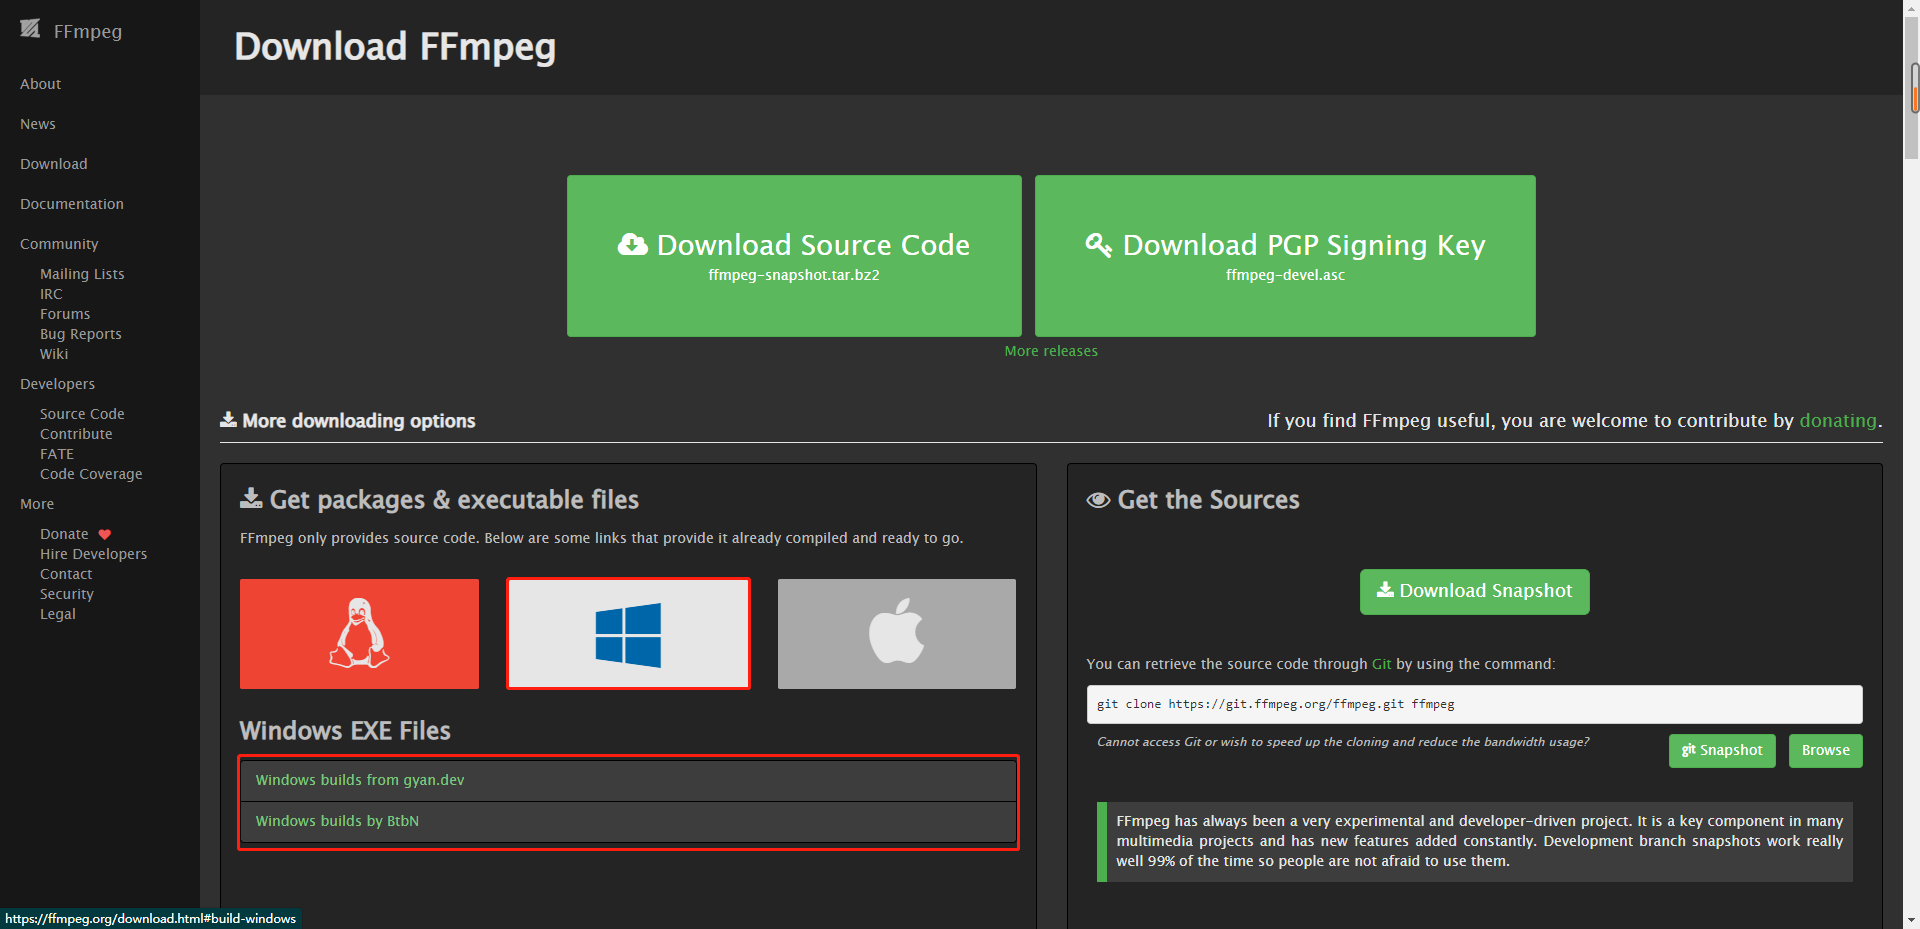 FFmpeg
About
News
Download
Documentation
Community
Mailing Lists
IRC
Forums
Bug Reports
Wiki
Developers
Source Code
Contribute
FATE
Code Coverage
More
Donate
Hire Developers
Contact
Security
Legal
Download FFmpeg
Download Source Code
ffmpeg-snapshot.tar.bz2
Download PGP Signing Key
ffmpeg-devel.asc
More releases
More downloading options
If you find FFmpeg useful, you are welcome to contribute by donating.
Get packages & executable files
FFmpeg only provides source code. Below are some links that provide it already compiled and ready to go.
Windows EXE Files
Windows builds from gyan.dev
Windows builds by BtbN
Get the Sources
Download Snapshot
You can retrieve the source code through Git by using the command:
git clone https://git.ffmpeg.org/ffmpeg.git ffmpeg
Cannot access Git or wish to speed up the cloning and reduce the bandwidth usage?
git Snapshot
Browse
FFmpeg has always been a very experimental and developer-driven project. It is a key component in many
multimedia projects and has new features added constantly. Development branch snapshots work really
well 99% of the time so people are not afraid to use them.
https://ffmpeg.org/download.html#build-windows